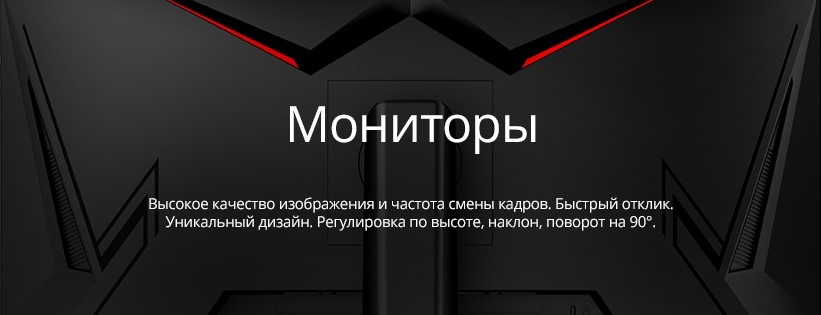 Мониторы
Высокое качество изображения и частота смены кадров. Быстрый отклик.
Уникальный дизайн. Регулировка по высоте, наклон, поворот на 90°.